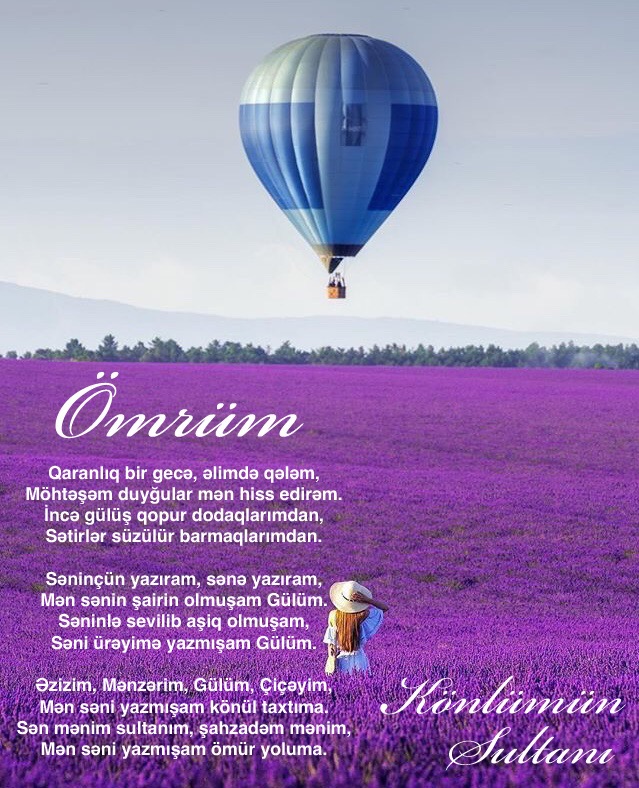 Ömrüm
Qaranlıq bir gecə, əlimdə qələm,
Möhtəşəm duyğular mən hiss edirəm.
İncə gülüş qopur dodaqlarımdan,
Sətirlər süzülür barmaqlarımdan.
Səninçün yazıram, sənə yazıram,
Mən sənin şairin olmuşam Gülüm.
Səninlə sevilib aşiq olmuşam,
Səni ürəyimə yazmışam Gülüm.
Əzizim, Mənzərim, Gülüm, Çiçəyim,
Mən səni yazmışam könül taxtıma.
Sən mənim sultanım, şahzadəm mənim,
Mən səni yazmışam ömür yoluma.
Könlümün
Sultanı